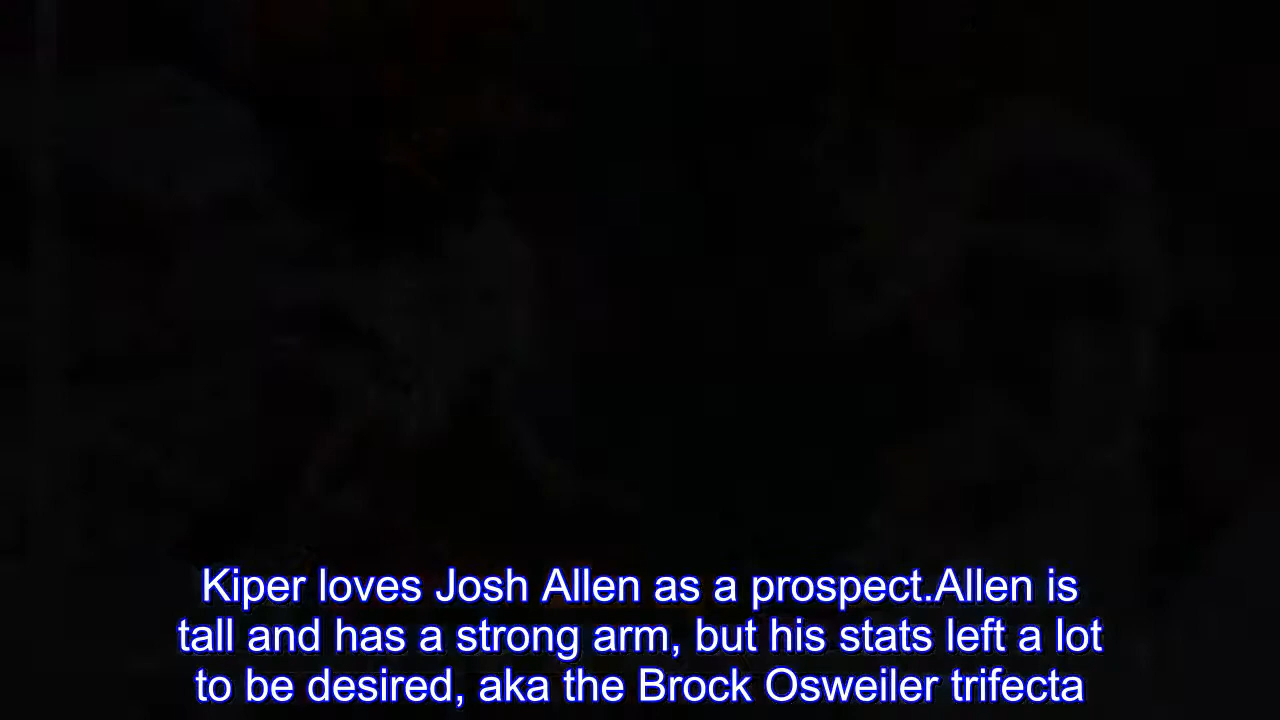 Kiper loves Josh Allen as a prospect.Allen is
tall and has a strong arm, but his stats left a lot
to be desired, aka the Brock Osweiler trifecta